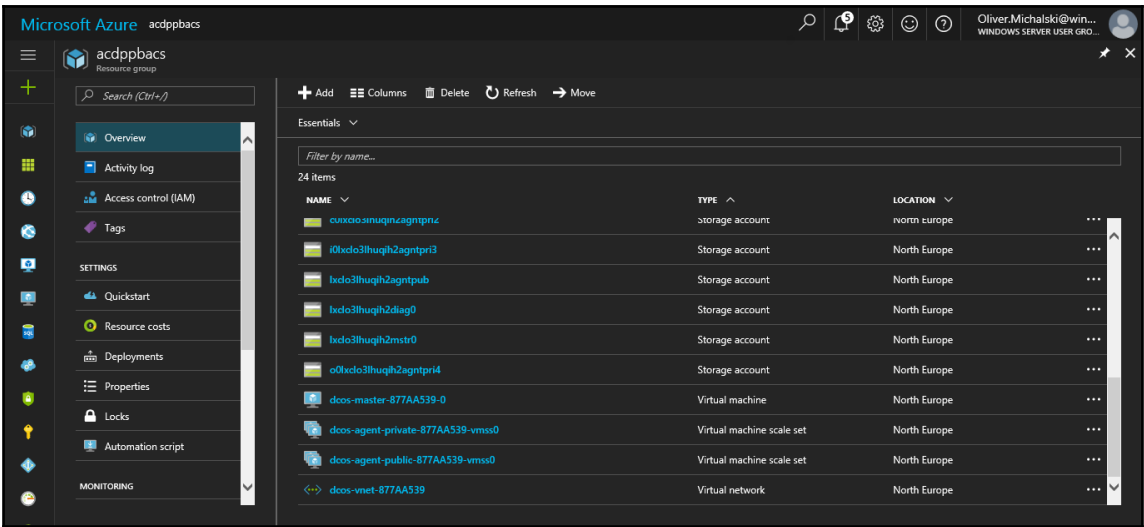 Microsoft Azure acdppbacs
5
Oliver.Michalski@win...
WINDOWS SERVER USER GRO...
acdppbacs
Resource group
Search (Ctrl+/)
Overview
Activity log
Access control (IAM)
Tags
SETTINGS
Quickstart
Resource costs
Deployments
Properties
Locks
Automation script
MONITORING
Add Columns Delete Refresh Move
Essentials
Filter by name...
24 items
NAME TYPE LOCATION
Storage account North Europe
i0lxclo3lhuqih2agntpri3 Storage account North Europe ...
lxclo3lhuqih2agntpub Storage account North Europe ...
lxclo3lhuqih2diag0 Storage account North Europe ...
lxclo3lhuqih2mstr0 Storage account North Europe ...
o0lxclo3lhuqih2agntpri4 Storage account North Europe ...
dcos-master-877AA539-0 Virtual machine North Europe ...
dcos-agent-private-877AA539-vmss0 Virtual machine scale set North Europe ...
dcos-agent-public-877AA539-vmss0 Virtual machine scale set North Europe ...
dcos-vnet-877AA539 Virtual network North Europe ...